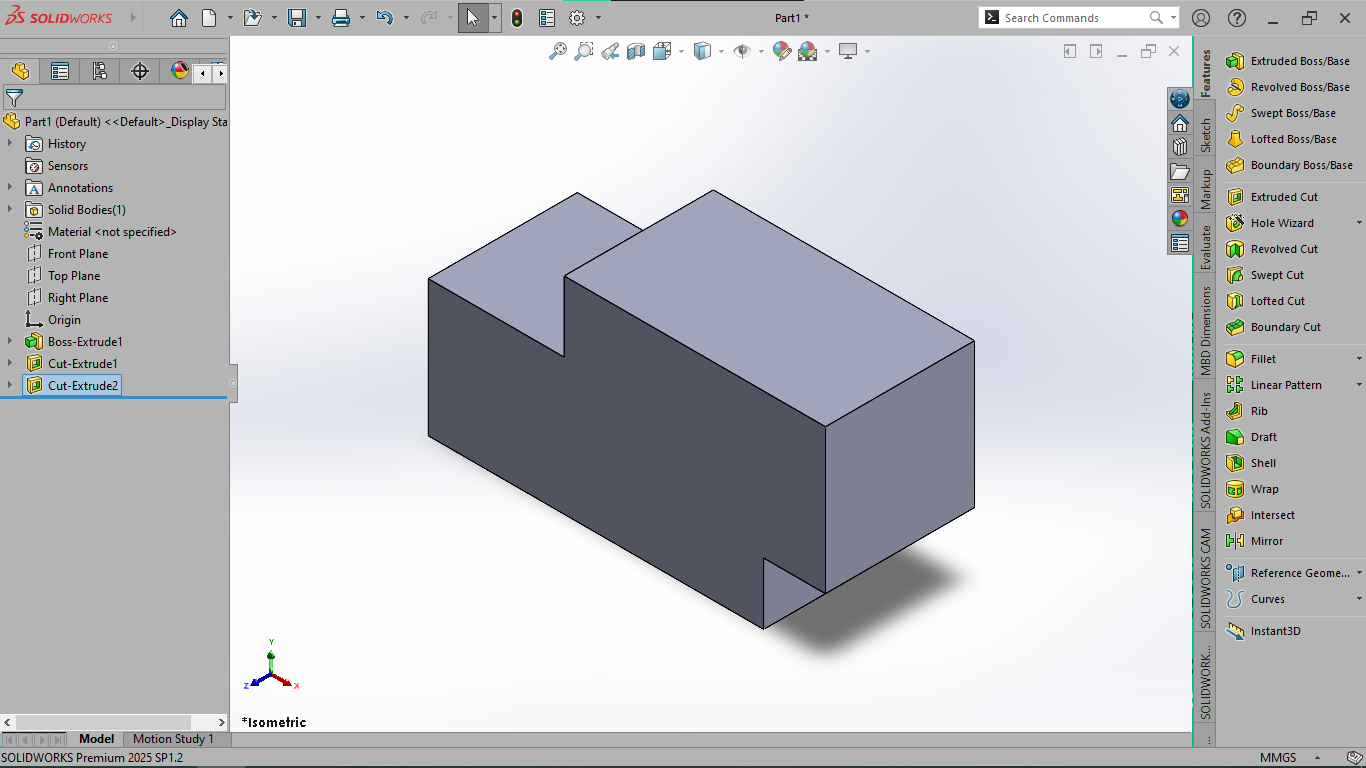 SOLIDWORKS
Part1 *
Search Commands
Part1 (Default) <<Default>_Display Sta
History
Sensors
A
Annotations
Solid Bodies(1)
Material <not specified>
Front Plane
Top Plane
Right Plane
Origin
Boss-Extrude1
Cut-Extrude1
Cut-Extrude2
Y
Z
X
*Isometric
Features
Sketch
Markup
Evaluate
MBD Dimensions
SOLIDWORKS Add-Ins
SOLIDWORKS CAM
SOLIDWORK...
Extruded Boss/Base
Revolved Boss/Base
Swept Boss/Base
Lofted Boss/Base
Boundary Boss/Base
Extruded Cut
Hole Wizard
Revolved Cut
Swept Cut
Lofted Cut
Boundary Cut
Fillet
Linear Pattern
Rib
Draft
Shell
Wrap
Intersect
Mirror
Reference Geome...
Curves
Instant3D
Model
Motion Study 1
SOLIDWORKS Premium 2025 SP1.2
MMGS